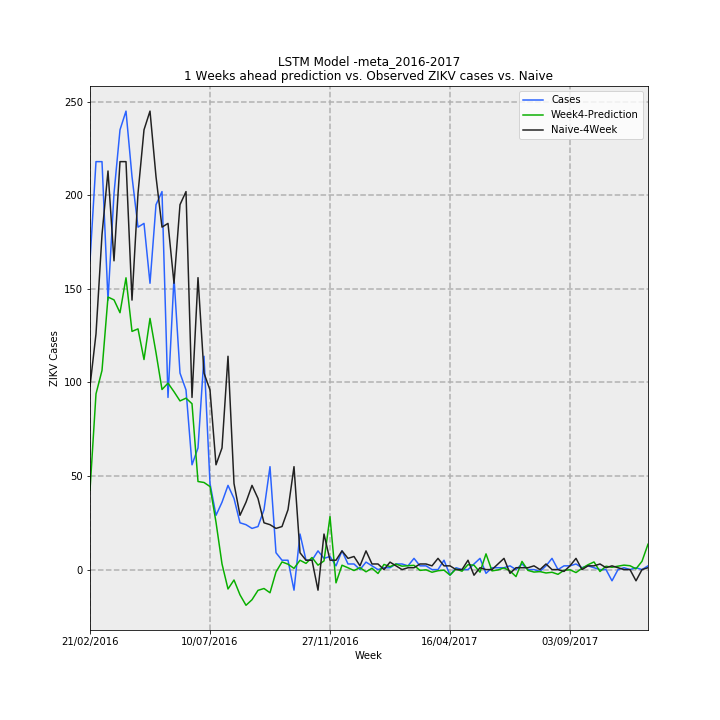 LSTM Model -meta_2016-2017
1 Weeks ahead prediction vs. Observed ZIKV cases vs. Naive
Cases
Week4-Prediction
Naive-4Week
250
200
150
100
50
0
ZIKV Cases
21/02/2016
10/07/2016
27/11/2016
16/04/2017
03/09/2017
Week